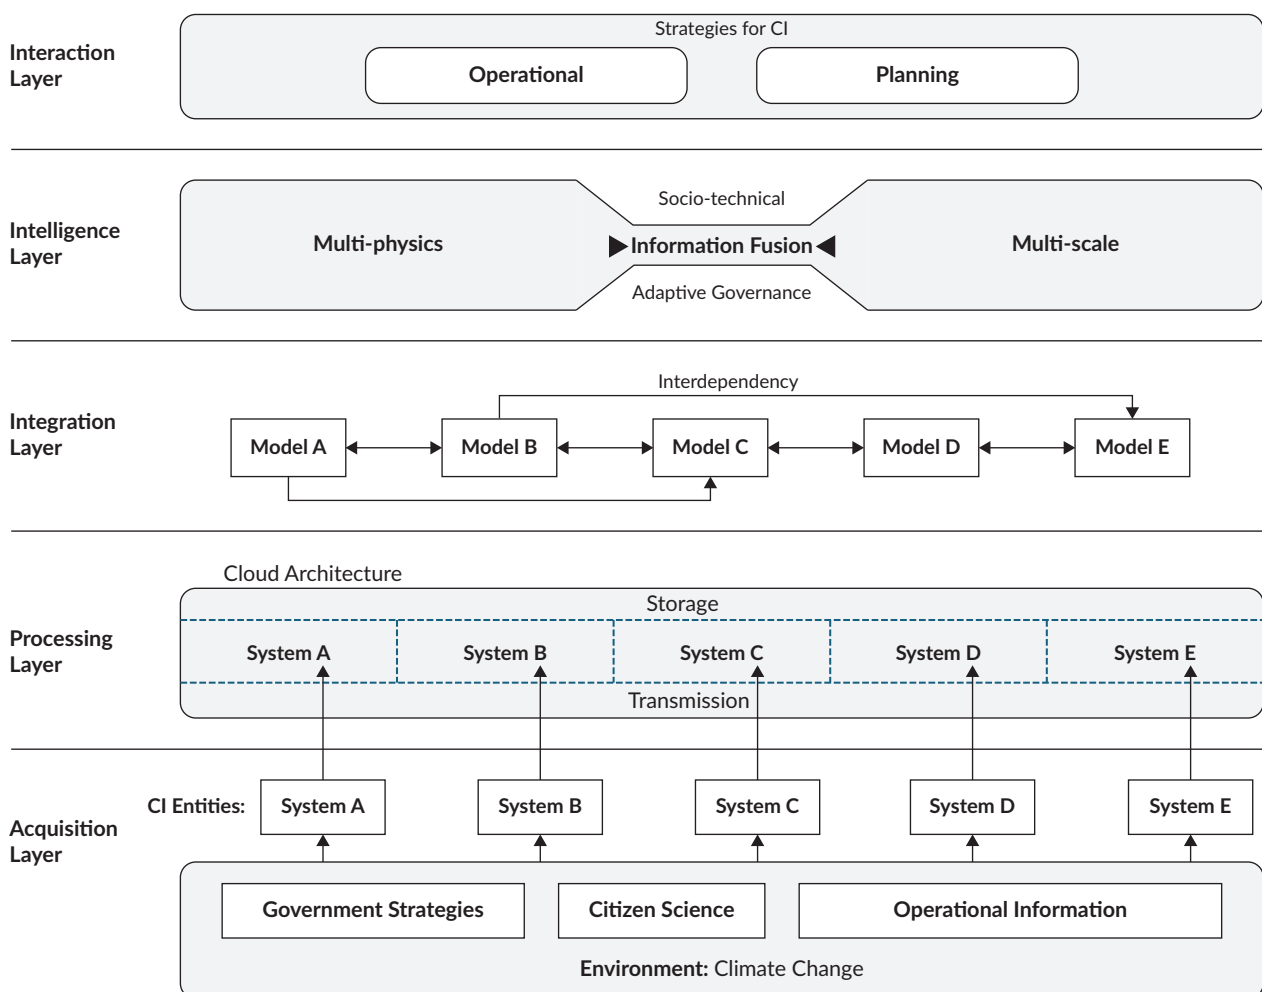 Interaction
Layer
Strategies for CI
Operational
Planning
Intelligence
Layer
Socio-technical
Multi-physics
Information Fusion
Multi-scale
Adaptive Governance
Integration
Layer
Interdependency
Model A
Model B
Model C
Model D
Model E
Processing
Layer
Cloud Architecture
Storage
System A
System B
System C
System D
System E
Transmission
Acquisition
Layer
CI Entities:
System A
System B
System C
System D
System E
Government Strategies
Citizen Science
Operational Information
Environment: Climate Change